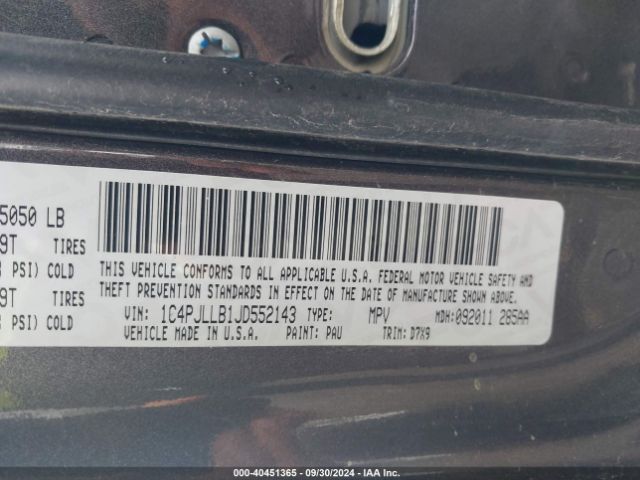 5050 LB
9T TIRES
PSI) COLD
9T TIRES
PSI) COLD
THIS VEHICLE CONFORMS TO ALL APPLICABLE U.S.A. FEDERAL MOTOR VEHICLE SAFETY AND
THEFT PREVENTION STANDARDS IN EFFECT ON THE DATE OF MANUFACTURE SHOWN ABOVE.
VIN: 1C4PJLLB1JD552143 TYPE: MPV MDH:092011 285AA
VEHICLE MADE IN U.S.A. PAINT: PAU TRIM: D7X9
000-40451365 - 09/30/2024 - IAA Inc.